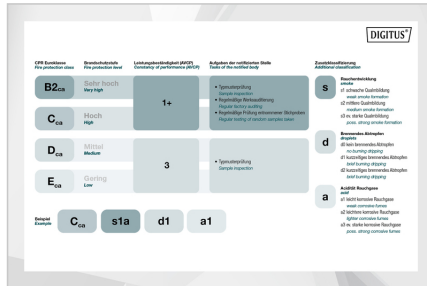 DIGITUS®
CPR Euroklasse
Fire protection class
Brandschutzstufe
Fire protection level
Leistungsbeständigkeit (AVCP)
Constancy of performance (AVCP)
Aufgaben der notifizierten Stelle
Tasks of the notified body
Zusatzklassifizierung
Additional classification
B2ca
Sehr hoch
Very high
Cca
Hoch
High
1+
• Typenunterprüfung
Sample inspection
• Regelmäßige Werksauditierung
Regular factory auditing
• Regelmäßige Prüfung entnommener Stichproben
Regular testing of random samples taken
Dca
Mittel
Medium
Eca
Gering
Low
3
• Typenunterprüfung
Sample inspection
s
Rauchentwicklung
smoke
s1 schwache Qualmbildung
weak smoke formation
s2 mittlere Qualmbildung
medium smoke formation
s3 ev. starke Qualmbildung
poss. strong smoke formation
d
Brennendes Abtropfen
droplets
d0 kein brennendes Abtropfen
no burning dripping
d1 kurzzeitiges brennendes Abtropfen
brief burning dripping
d2 kurzzeitiges brennendes Abtropfen
brief burning dripping
a
Acidität Rauchgase
acid
a1 leicht korrosive Rauchgase
weak corrosive fumes
a2 leichtere korrosive Rauchgase
lighter corrosive fumes
a3 ev. starke korrosive Rauchgase
poss. strong corrosive fumes
Beispiel
Example
Cca
s1a
d1
a1